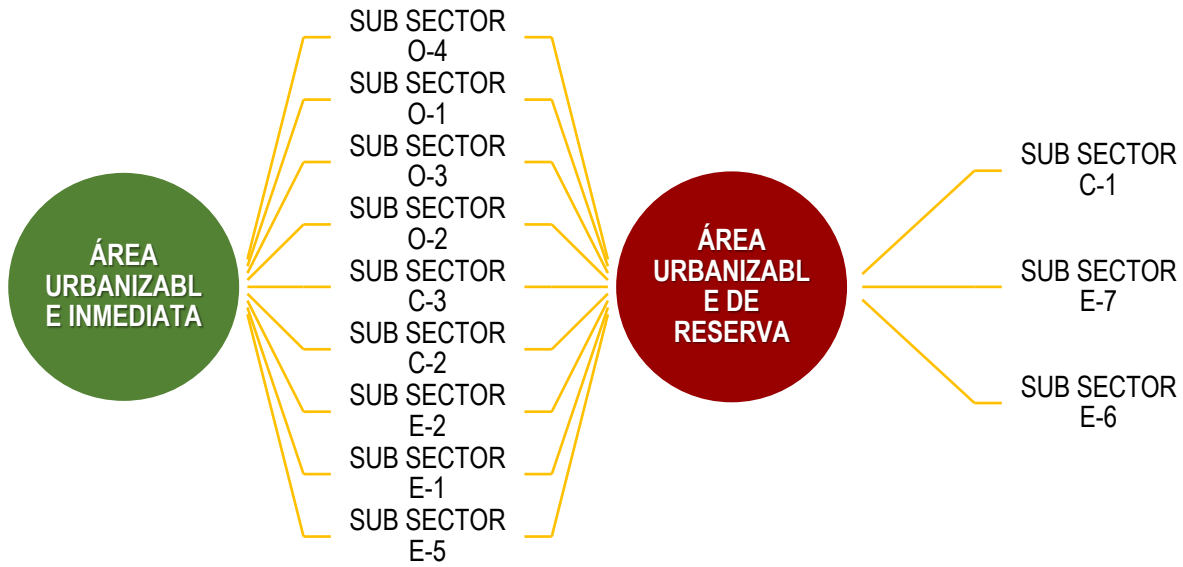 ÁREA
URBANIZABL
E INMEDIATA
SUB SECTOR
O-4
SUB SECTOR
O-1
SUB SECTOR
O-3
SUB SECTOR
O-2
SUB SECTOR
C-3
SUB SECTOR
C-2
SUB SECTOR
E-2
SUB SECTOR
E-1
SUB SECTOR
E-5
ÁREA
URBANIZABL
E DE
RESERVA
SUB SECTOR
C-1
SUB SECTOR
E-7
SUB SECTOR
E-6